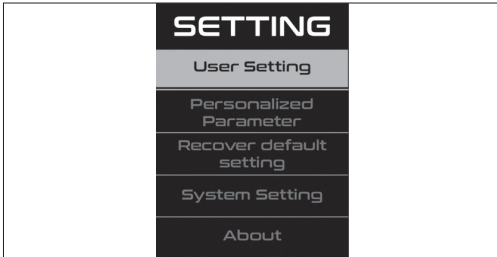 SETTING
User Setting
Personalized
Parameter
Recover default
setting
System Setting
About